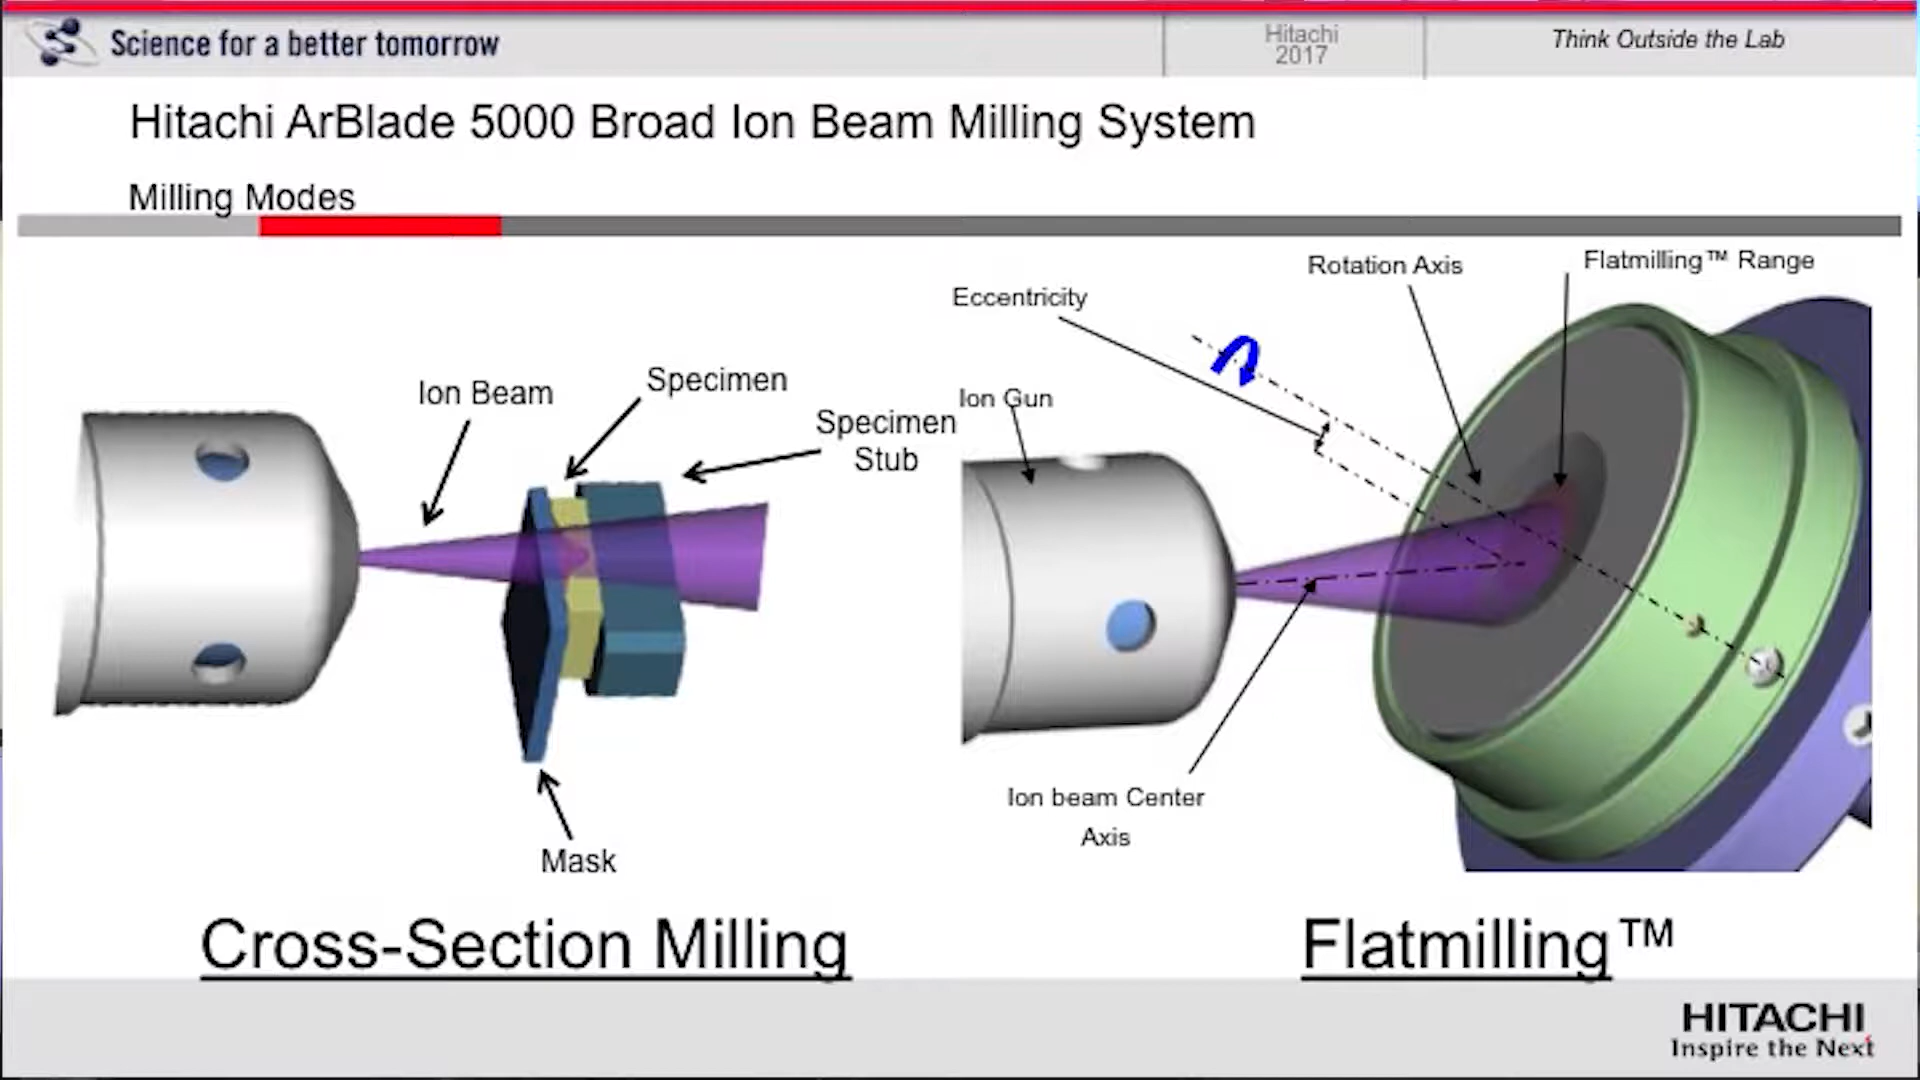 Science for a better tomorrow
Hitachi
2017
Think Outside the Lab
Hitachi ArBlade 5000 Broad Ion Beam Milling System
Milling Modes
Ion Beam
Specimen
Specimen
Stub
Mask
Cross-Section Milling
Eccentricity
Rotation Axis
Flatmilling™ Range
Ion Gun
Ion beam Center
Axis
Flatmilling™
HITACHI
Inspire the Next